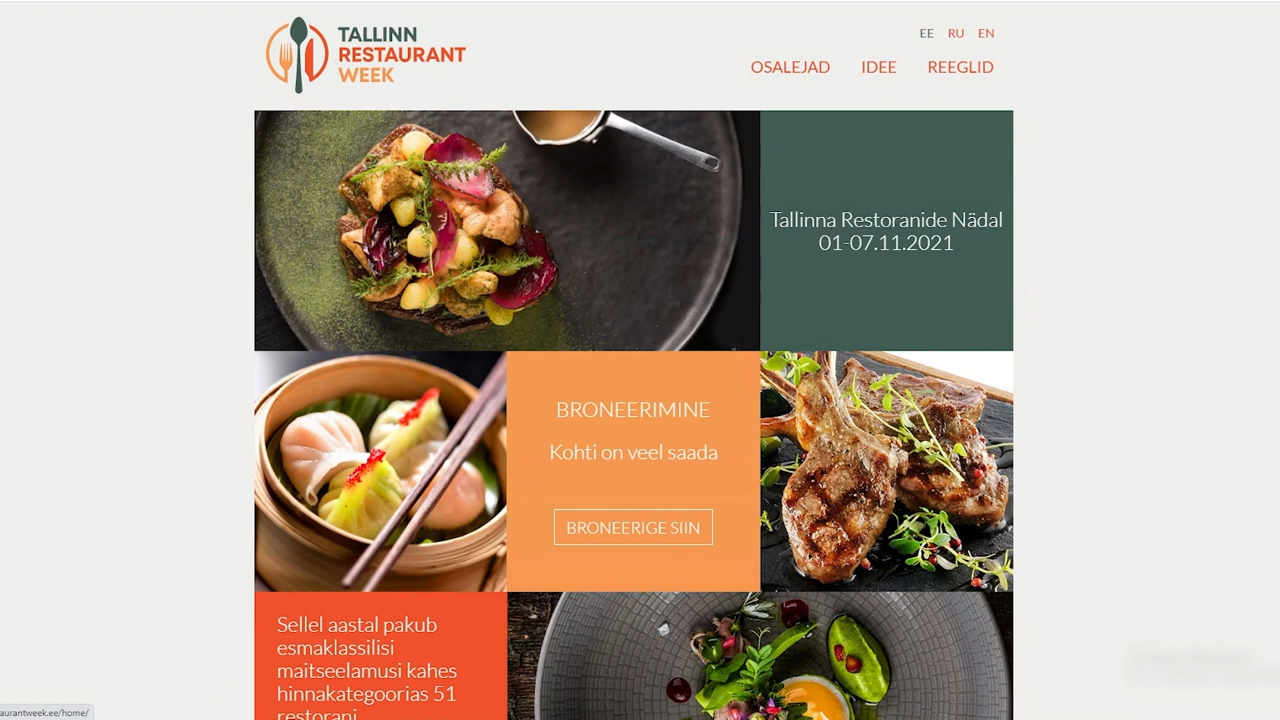 TALLINN
RESTAURANT
WEEK
EE RU EN
OSALEJAD IDEE REEGLID
Tallinna Restoranide Nädal
01-07.11.2021
BRONEERIMINE
Kohti on veel saada
BRONEERIGE SIIN
Sellel aastal pakub
esmaklassilisi
maitseelamusi kahes
hinnakategoorias 51
restorani
aurantweek.ee/home/